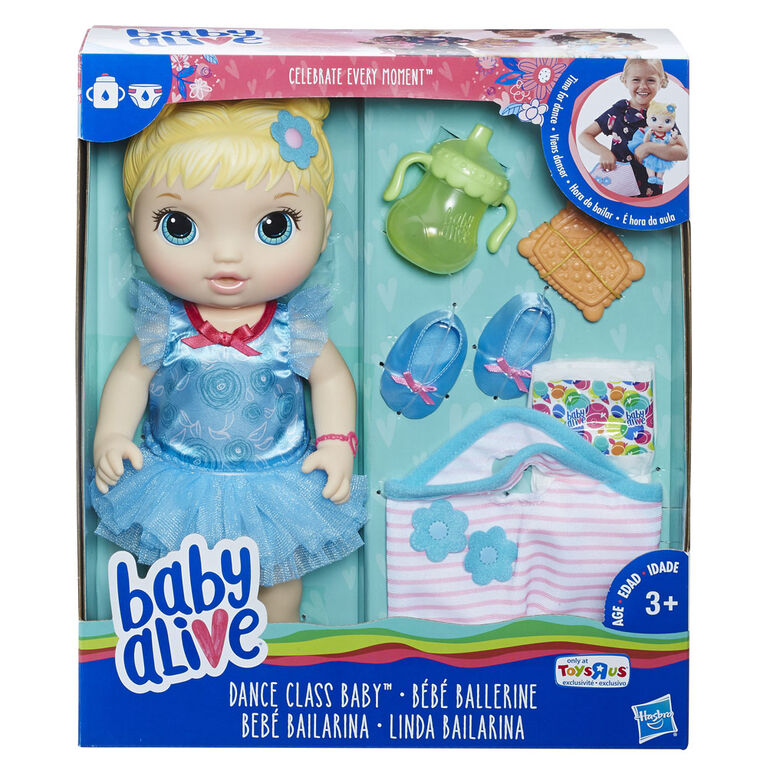 CELEBRATE EVERY MOMENT™
Time for dance • Viens danser • Hora de bailar • É hora da aula
baby
alive
baby
alive
AGE • EDAD • IDADE
3+
baby
alive
only at
TOYSRUS
exclusivité • exclusivo
DANCE CLASS BABY™ • BÉBÉ BALLERINE
BEBÉ BAILARINA • LINDA BAILARINA
Hasbro